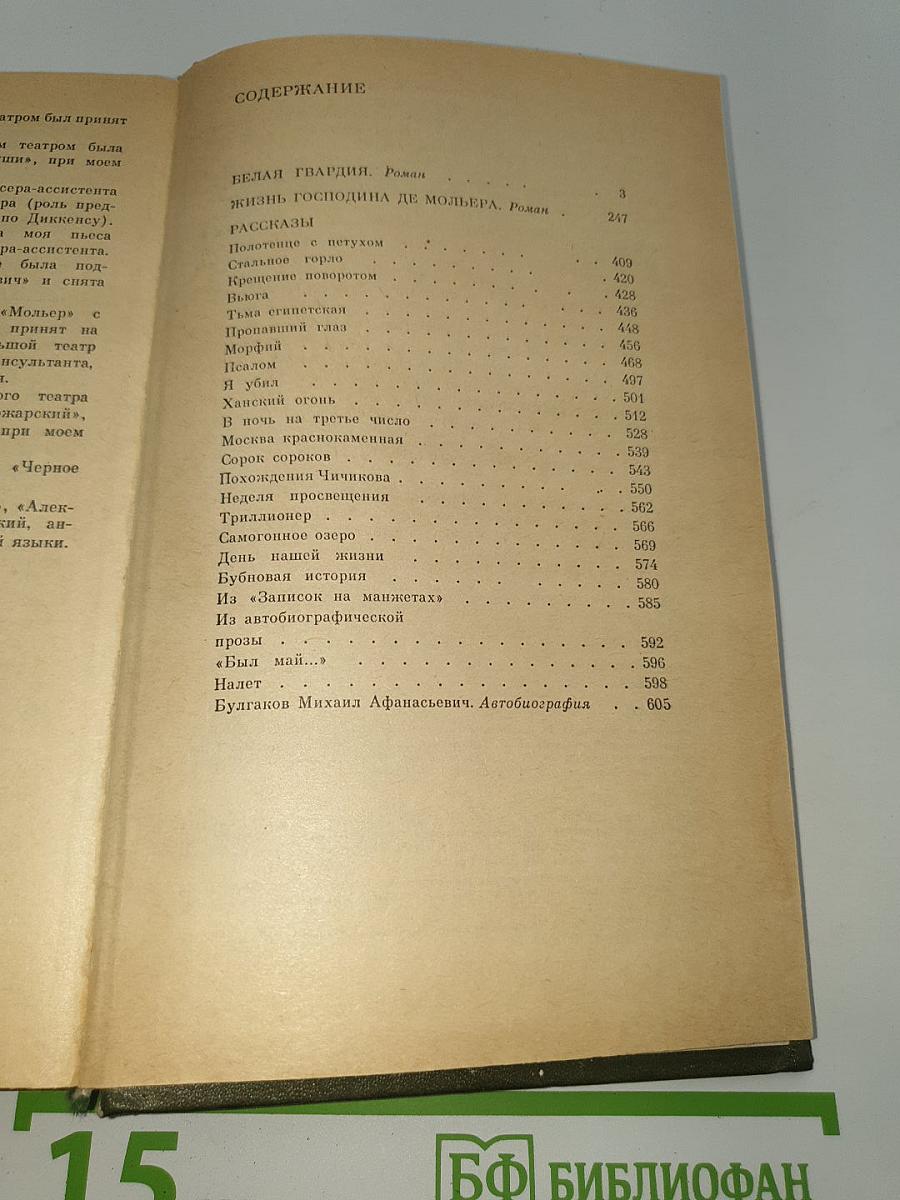 атром был принят
м театром была
уши», при моем
сера-ассистента
ра (роль пред-
по Диккенсу).
а моя пьеса
ра-ассистента.
е была под-
вич» и снята
«Мольер» с
принят на
льшой театр
нсультанта,
я.
ого театра
ожарский»,
при моем
«Черное
», «Алек-
кий, ан-
й языки.
СОДЕРЖАНИЕ
БЕЛАЯ ГВАРДИЯ. Роман . . . . . 3
ЖИЗНЬ ГОСПОДИНА ДЕ МОЛЬЕРА. Роман . 247
РАССКАЗЫ
Полотенце с петухом . . . . 409
Стальное горло . . . . 420
Крещение поворотом . . . . 428
Вьюга . . . . 436
Тьма египетская . . . . 448
Пропавший глаз . . . . 456
Морфий . . . . 468
Псалом . . . . 497
Я убил . . . . 501
Ханский огонь . . . . 512
В ночь на третье число . . . . 528
Москва краснокаменная . . . . 539
Сорок сороков . . . . 543
Похождения Чичикова . . . . 550
Неделя просвещения . . . . 562
Триллионер . . . . 566
Самогонное озеро . . . . 569
День нашей жизни . . . . 574
Бубновая история . . . . 580
Из «Записок на манжетах» . . . . 585
Из автобиографической
прозы . . . . 592
«Был май...» . . . . 596
Налет . . . . 598
Булгаков Михаил Афанасьевич. Автобиография . . 605
15
БФ БИБЛИОФАН